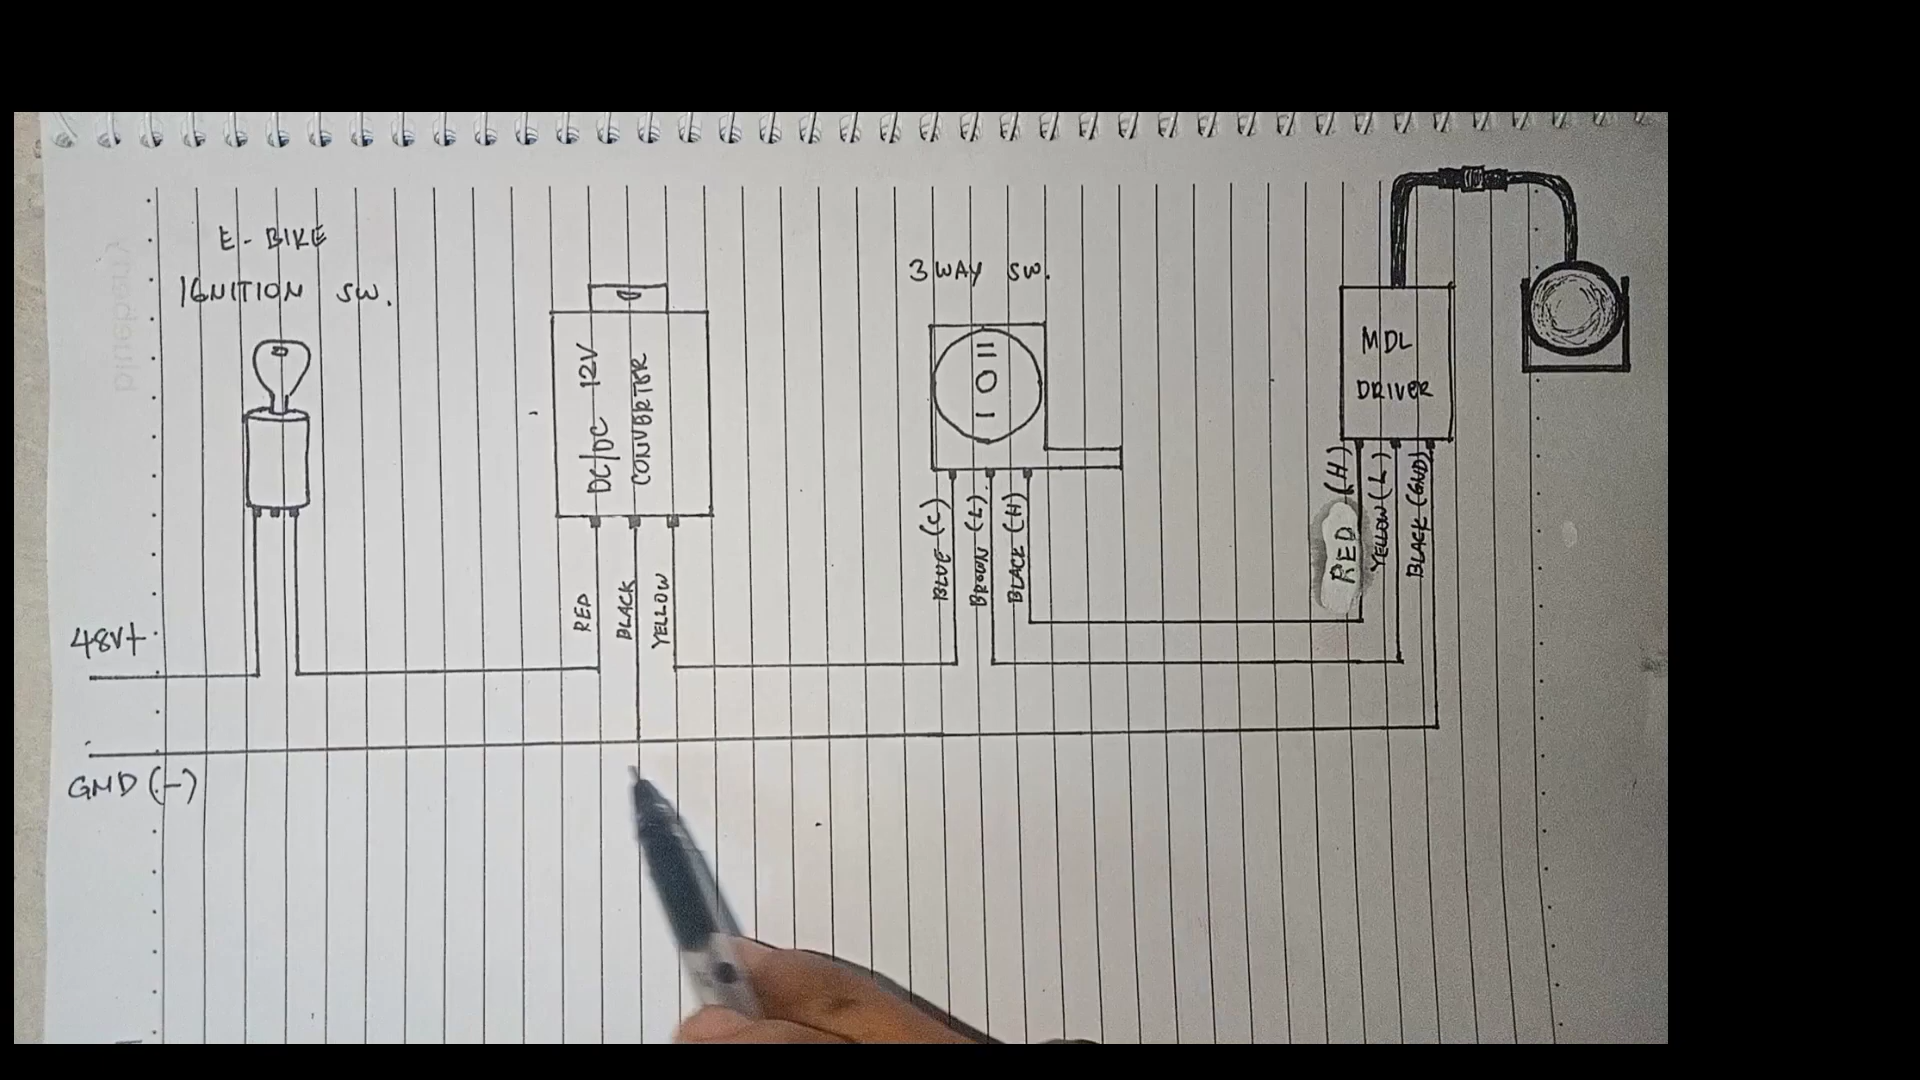 E-BIKE
IGNITION SW.
48V+
GND (-)
DC/DC 12V
CONVERTER
RED
BLACK
YELLOW
3 WAY SW.
I O II
BLUE (C)
BROWN (L)
BLACK (H)
MDL
DRIVER
RED (H)
YELLOW (L)
BLACK (GND)
blueberry